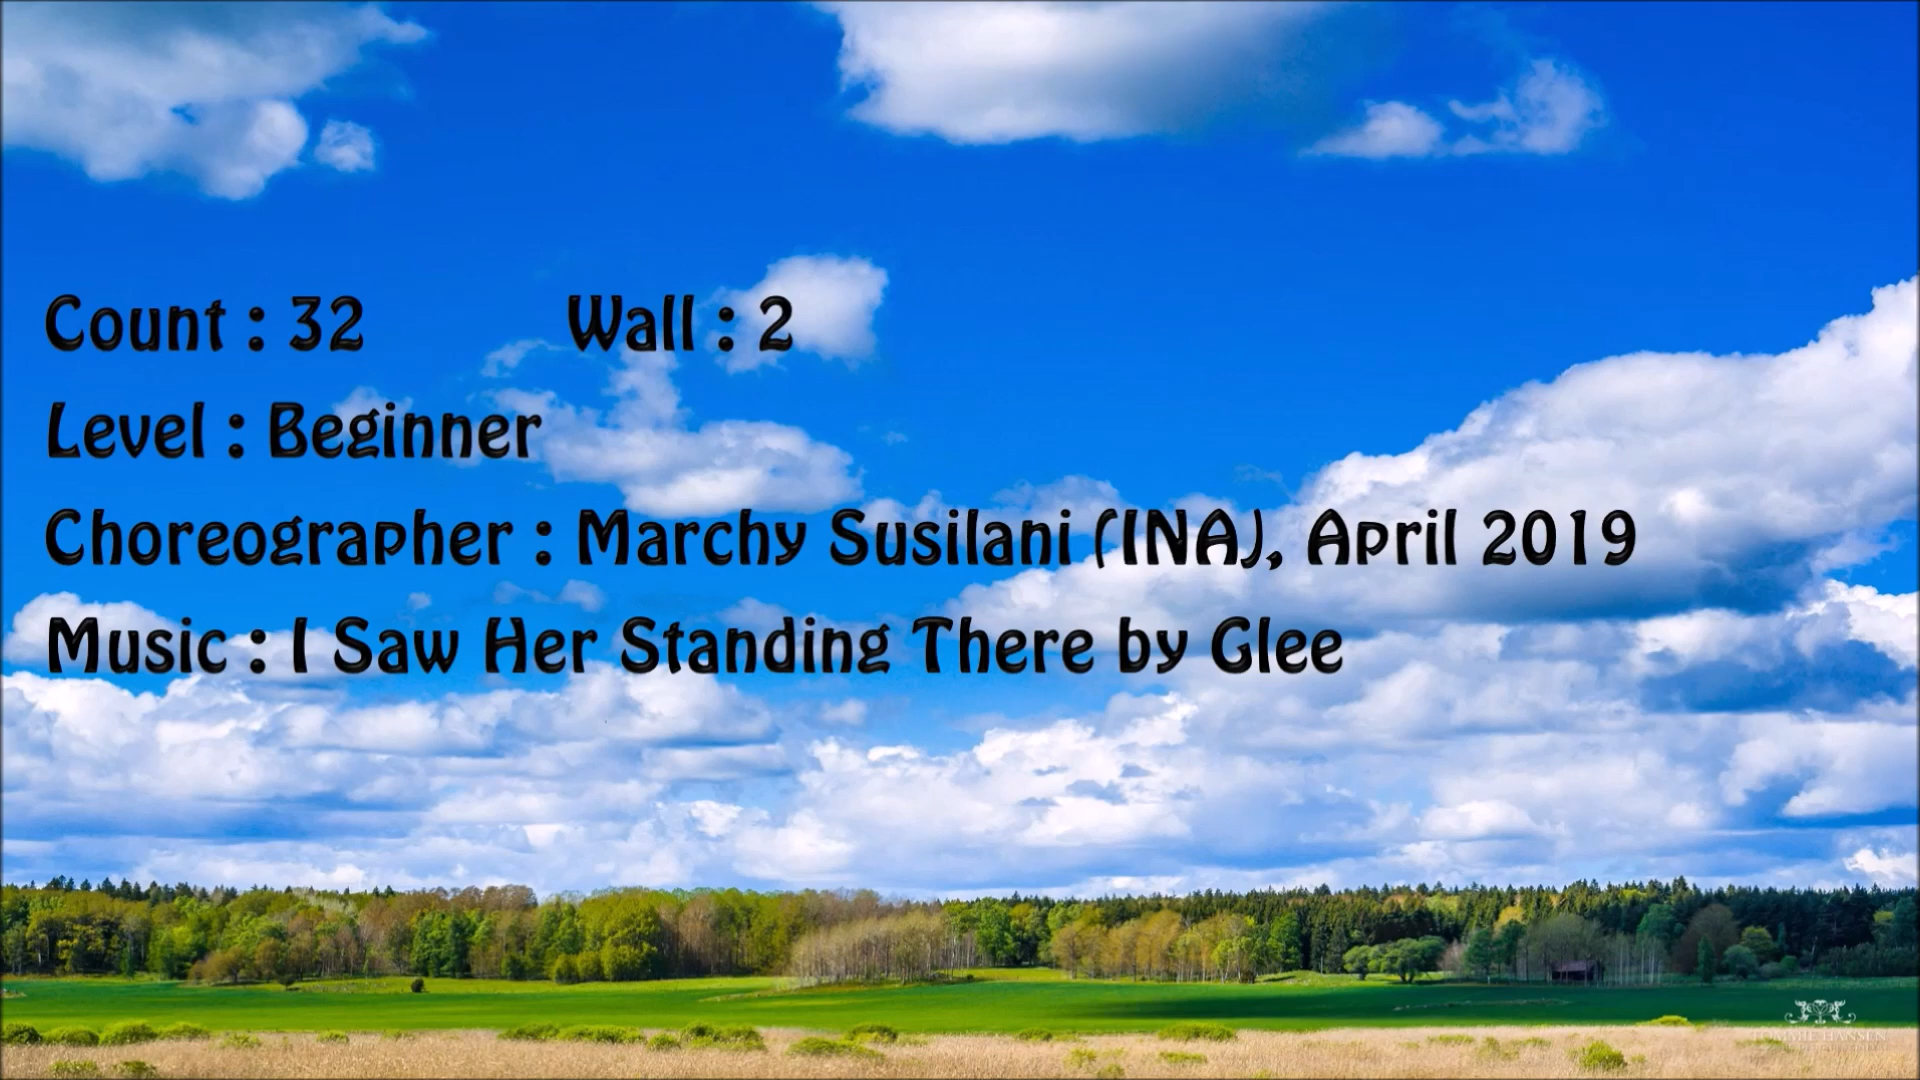 Count : 32 Wall : 2
Level : Beginner
Choreographer : Marchy Susilani (INA), April 2019
Music : I Saw Her Standing There by Glee